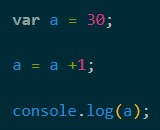 var a = 30;
a = a +1;
console.log(a);